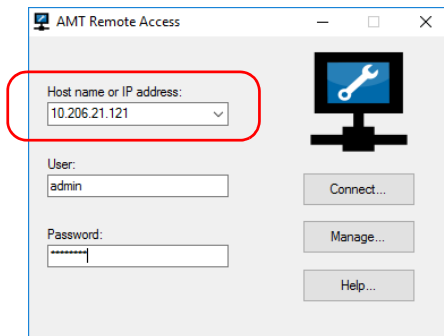 AMT Remote Access
Host name or IP address:
10.206.21.121
User:
admin
Connect...
Password:
********
Manage...
Help...